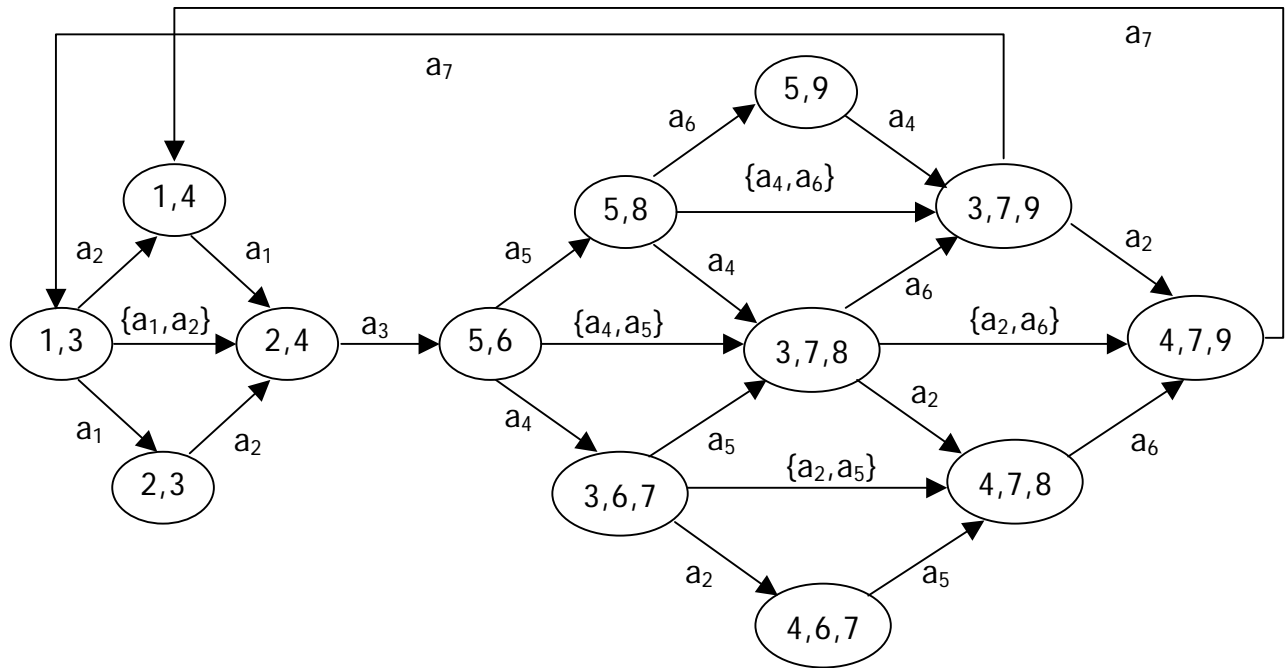 a7
a7
5,9
a6
a4
{a4,a6}
1,4
5,8
3,7,9
a2
a1
a5
a4
a2
a6
{a1,a2}
a3
{a4,a5}
{a2,a6}
1,3
2,4
5,6
3,7,8
4,7,9
a1
a2
a4
a5
a2
a6
{a2,a5}
2,3
3,6,7
4,7,8
a2
a5
4,6,7